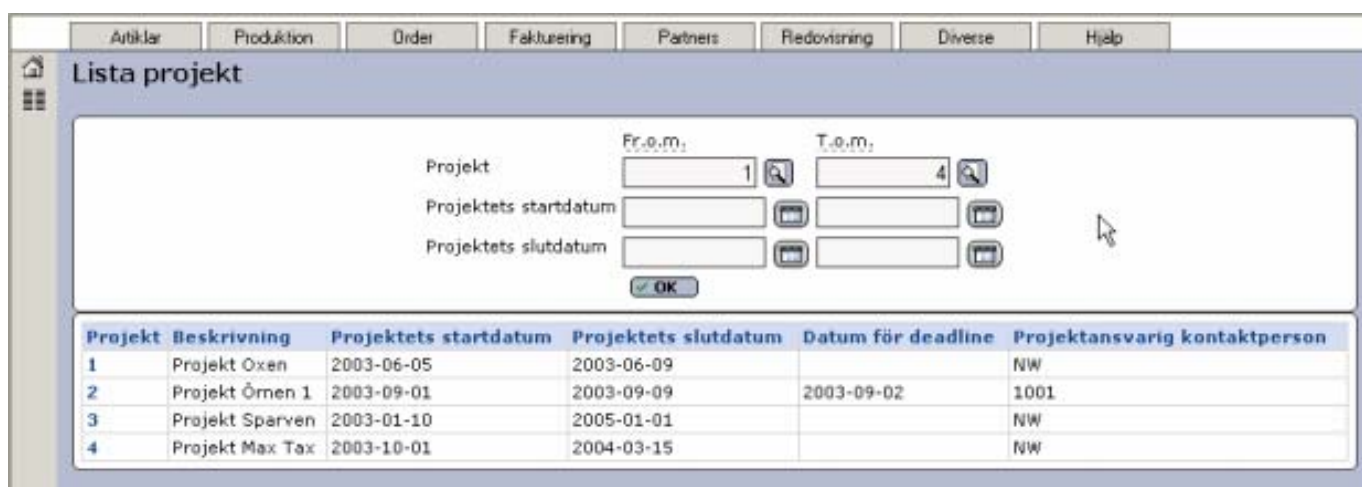 Artiklar Produktion Order Fakturering Partners Redovisning Diverse Hjälp
Lista projekt
Fr.o.m. T.o.m.
Projekt 1 4
Projektets startdatum
Projektets slutdatum
OK
Projekt Beskrivning Projektets startdatum Projektets slutdatum Datum för deadline Projektansvarig kontaktperson
1 Projekt Oxen 2003-06-05 2003-06-09 NW
2 Projekt Örnen 1 2003-09-01 2003-09-09 2003-09-02 1001
3 Projekt Sparven 2003-01-10 2005-01-01 NW
4 Projekt Max Tax 2003-10-01 2004-03-15 NW